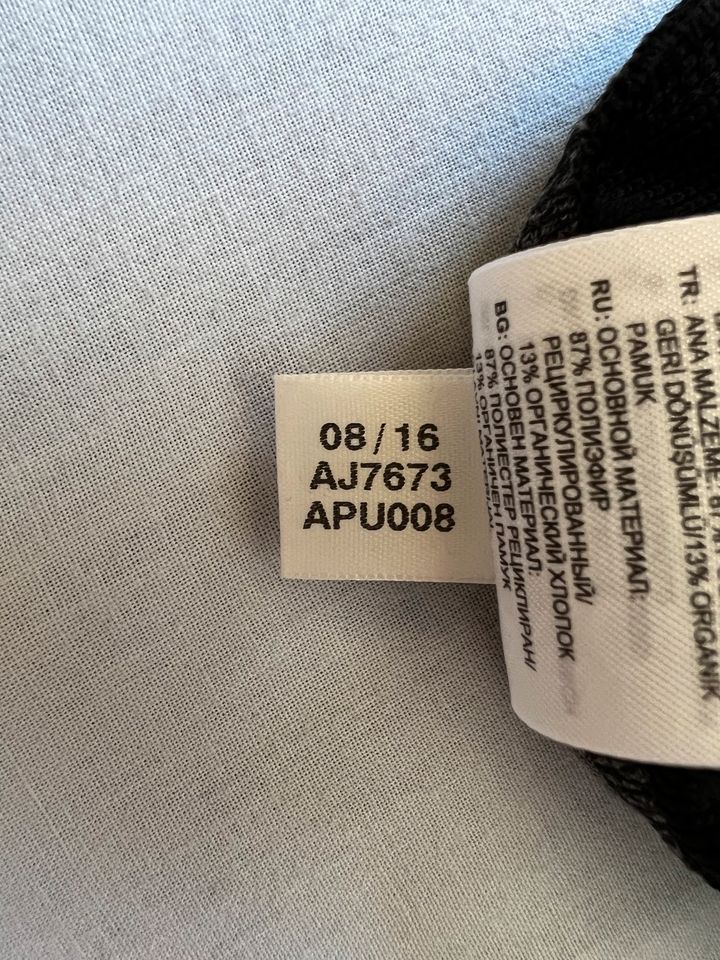 08/16
AJ7673
APU008
TR: ANA MALZEME:
GERİ DÖNÜŞÜMLÜ/13% ORGANİK
PAMUK
RU: ОСНОВНОЙ МАТЕРИАЛ:
87% ПОЛИЭФИР
РЕЦИРКУЛИРОВАННЫЙ/
13% ОРГАНИЧЕСКИЙ ХЛОПОК
BG: ОСНОВЕН МАТЕРИАЛ:
87% ПОЛИЕСТЕР РЕЦИКЛИРАН/
13% ОРГАНИЧЕН ПАМУК